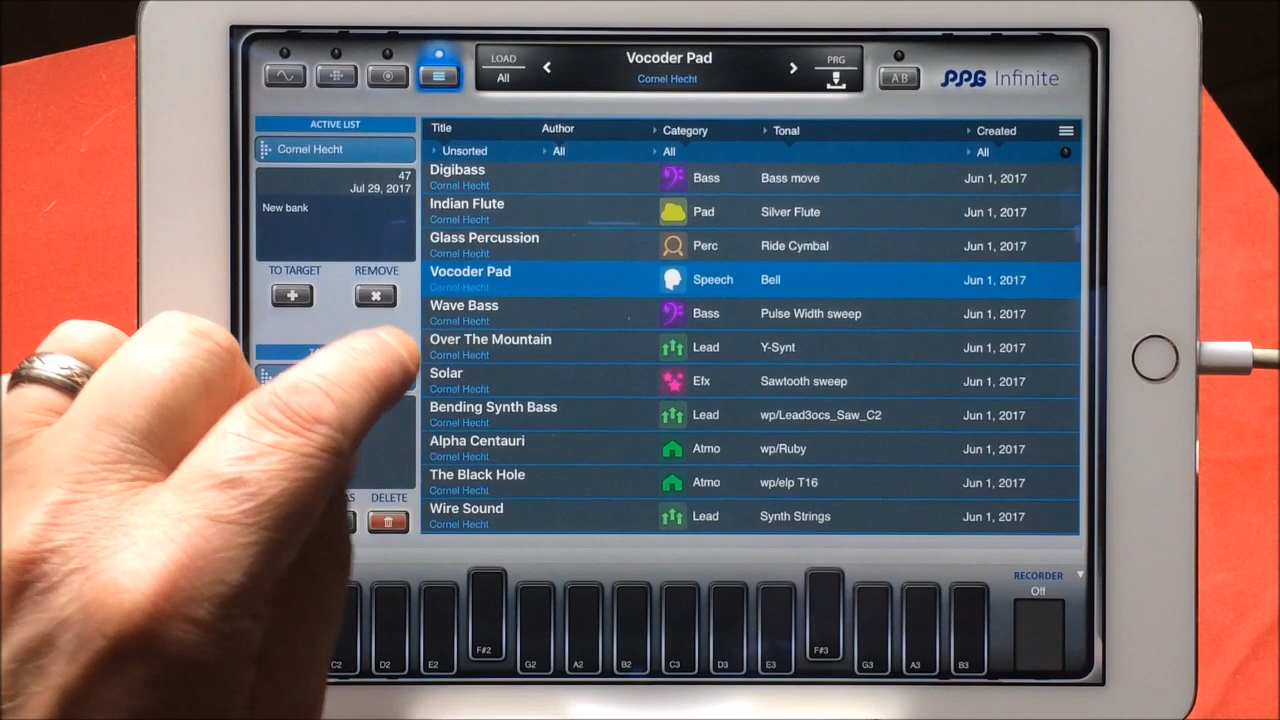 LOAD
All
Vocoder Pad
Cornel Hecht
PRG
A B
PPG Infinite
ACTIVE LIST
Cornel Hecht
47
Jul 29, 2017
New bank
TO TARGET
REMOVE
DELETE
Title Author Category Tonal Created
Unsorted All All All
Digibass
Cornel Hecht
Bass Bass move Jun 1, 2017
Indian Flute
Cornel Hecht
Pad Silver Flute Jun 1, 2017
Glass Percussion
Cornel Hecht
Perc Ride Cymbal Jun 1, 2017
Vocoder Pad
Cornel Hecht
Speech Bell Jun 1, 2017
Wave Bass
Cornel Hecht
Bass Pulse Width sweep Jun 1, 2017
Over The Mountain
Cornel Hecht
Lead Y-Synt Jun 1, 2017
Solar
Cornel Hecht
Efx Sawtooth sweep Jun 1, 2017
Bending Synth Bass
Cornel Hecht
Lead wp/Lead3ocs_Saw_C2 Jun 1, 2017
Alpha Centauri
Cornel Hecht
Atmo wp/Ruby Jun 1, 2017
The Black Hole
Cornel Hecht
Atmo wp/elp T16 Jun 1, 2017
Wire Sound
Cornel Hecht
Lead Synth Strings Jun 1, 2017
RECORDER
Off
C2 D2 E2 F#2 G2 A2 B2 C3 D3 E3 F#3 G3 A3 B3